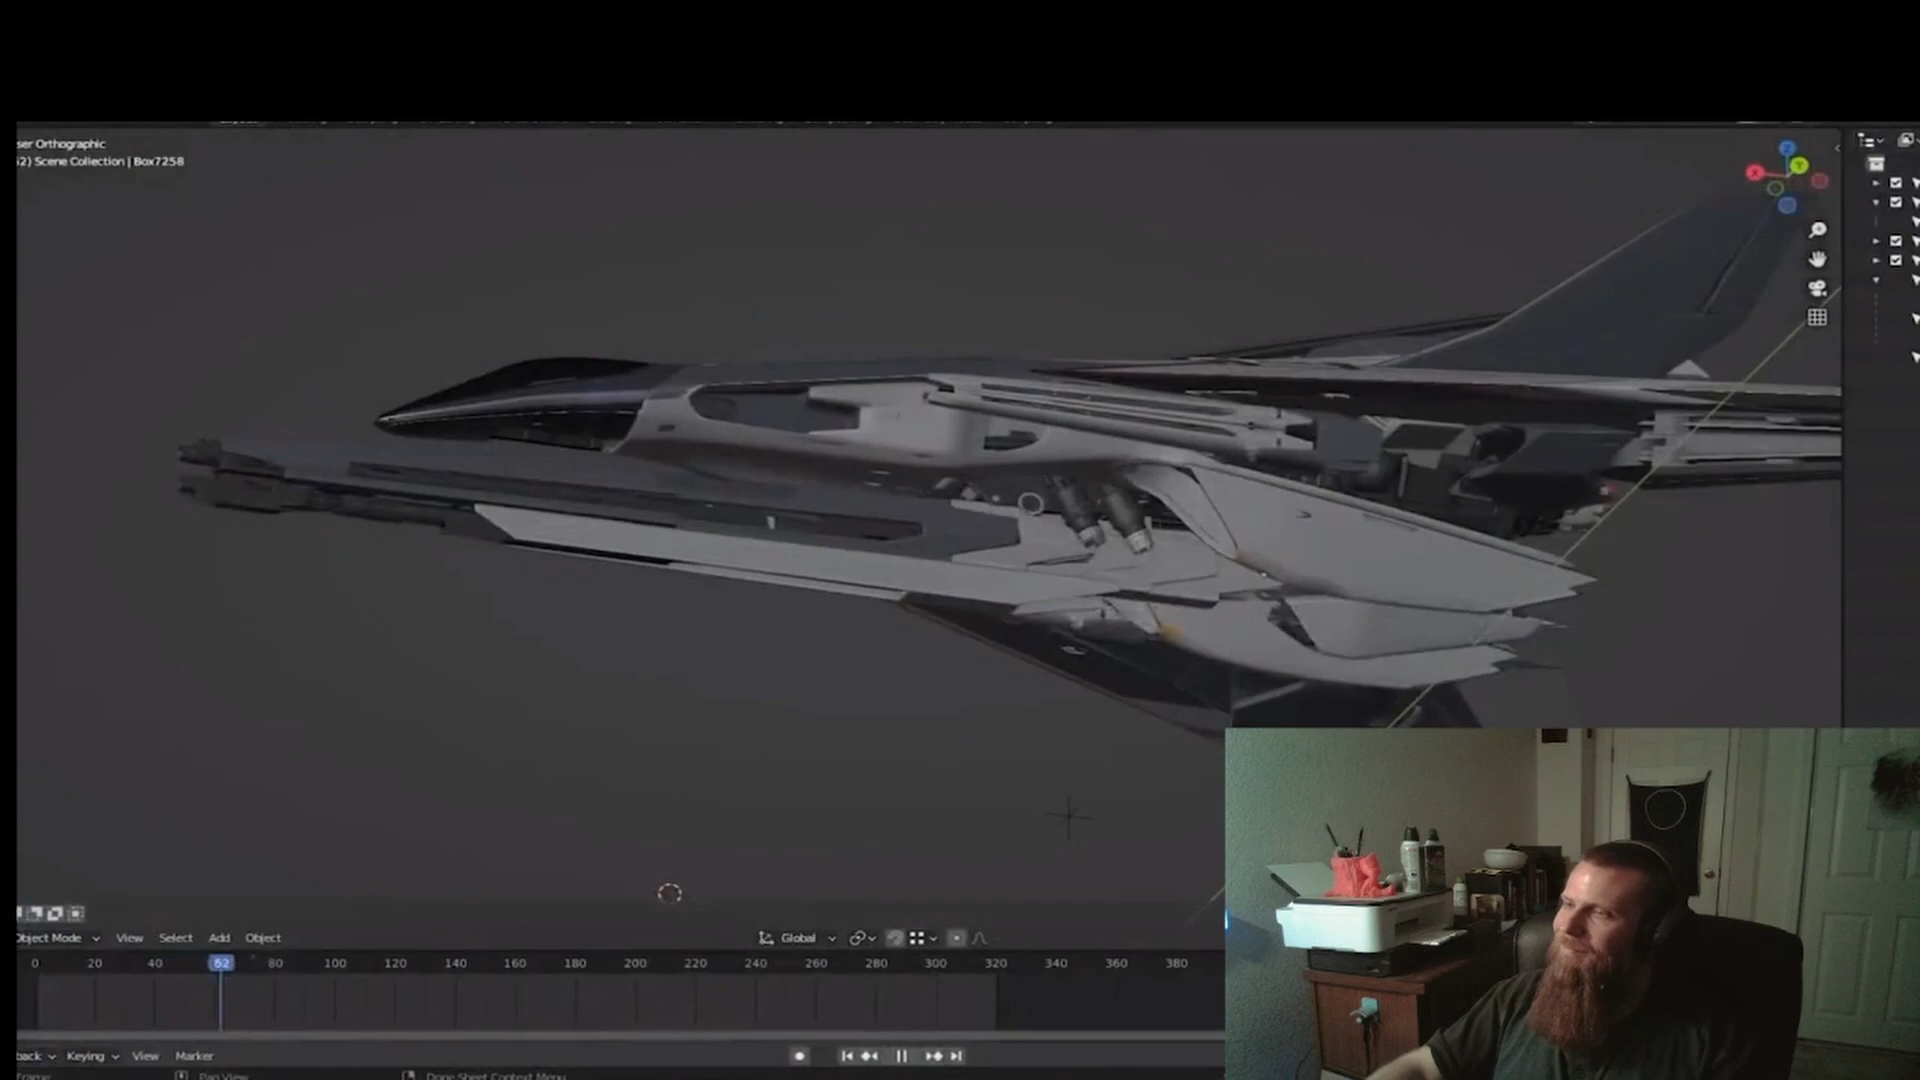 ser Orthographic
52) Scene Collection | Box7258
X
Y
Z
Object Mode
View Select Add Object
Global
0 20 40 62 80 100 120 140 160 180 200 220 240 260 280 300 320 340 360 380
back Keying View Marker
Frame
Pan View
Dope Sheet Context Menu